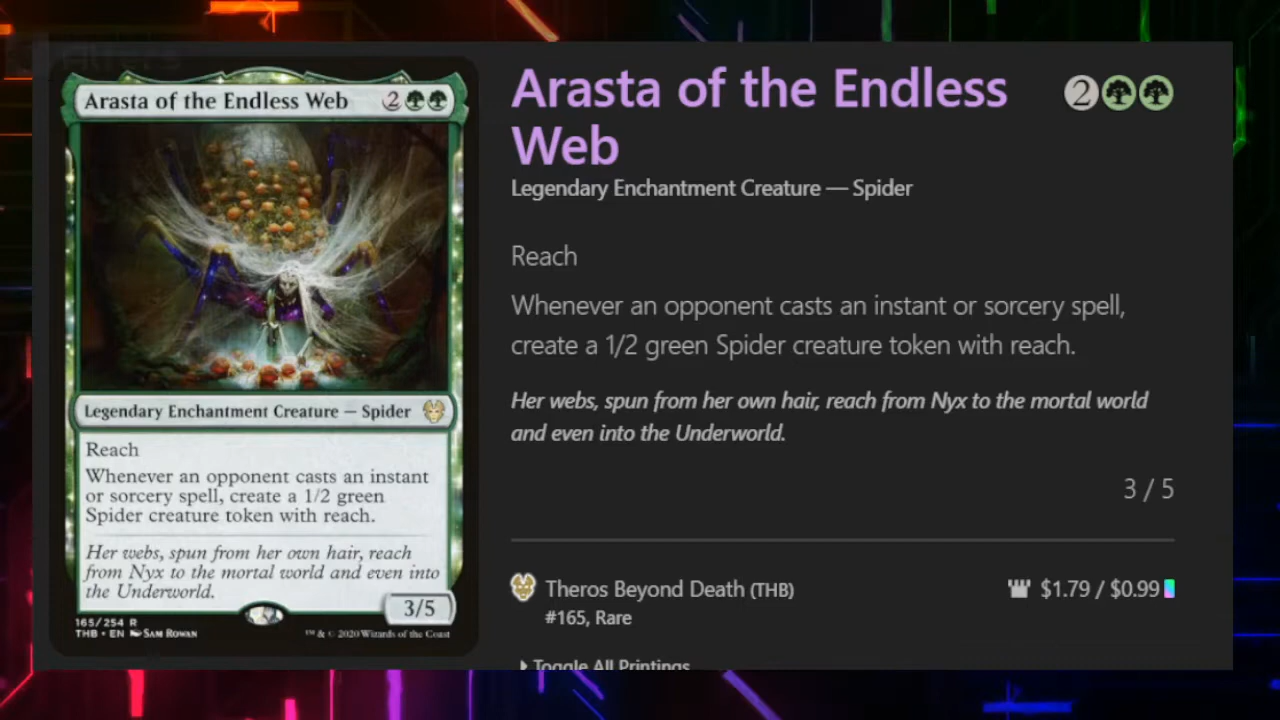 Arasta of the Endless Web 2
Legendary Enchantment Creature — Spider
Reach
Whenever an opponent casts an instant
or sorcery spell, create a 1/2 green
Spider creature token with reach.
Her webs, spun from her own hair, reach
from Nyx to the mortal world and even into
the Underworld.
3/5
165/254 R
THB • EN SAM ROWAN
™ & © 2020 Wizards of the Coast
Arasta of the Endless 2
Web
Legendary Enchantment Creature — Spider
Reach
Whenever an opponent casts an instant or sorcery spell,
create a 1/2 green Spider creature token with reach.
Her webs, spun from her own hair, reach from Nyx to the mortal world
and even into the Underworld.
3 / 5
Theros Beyond Death (THB) $1.79 / $0.99
#165, Rare
Toggle All Printings